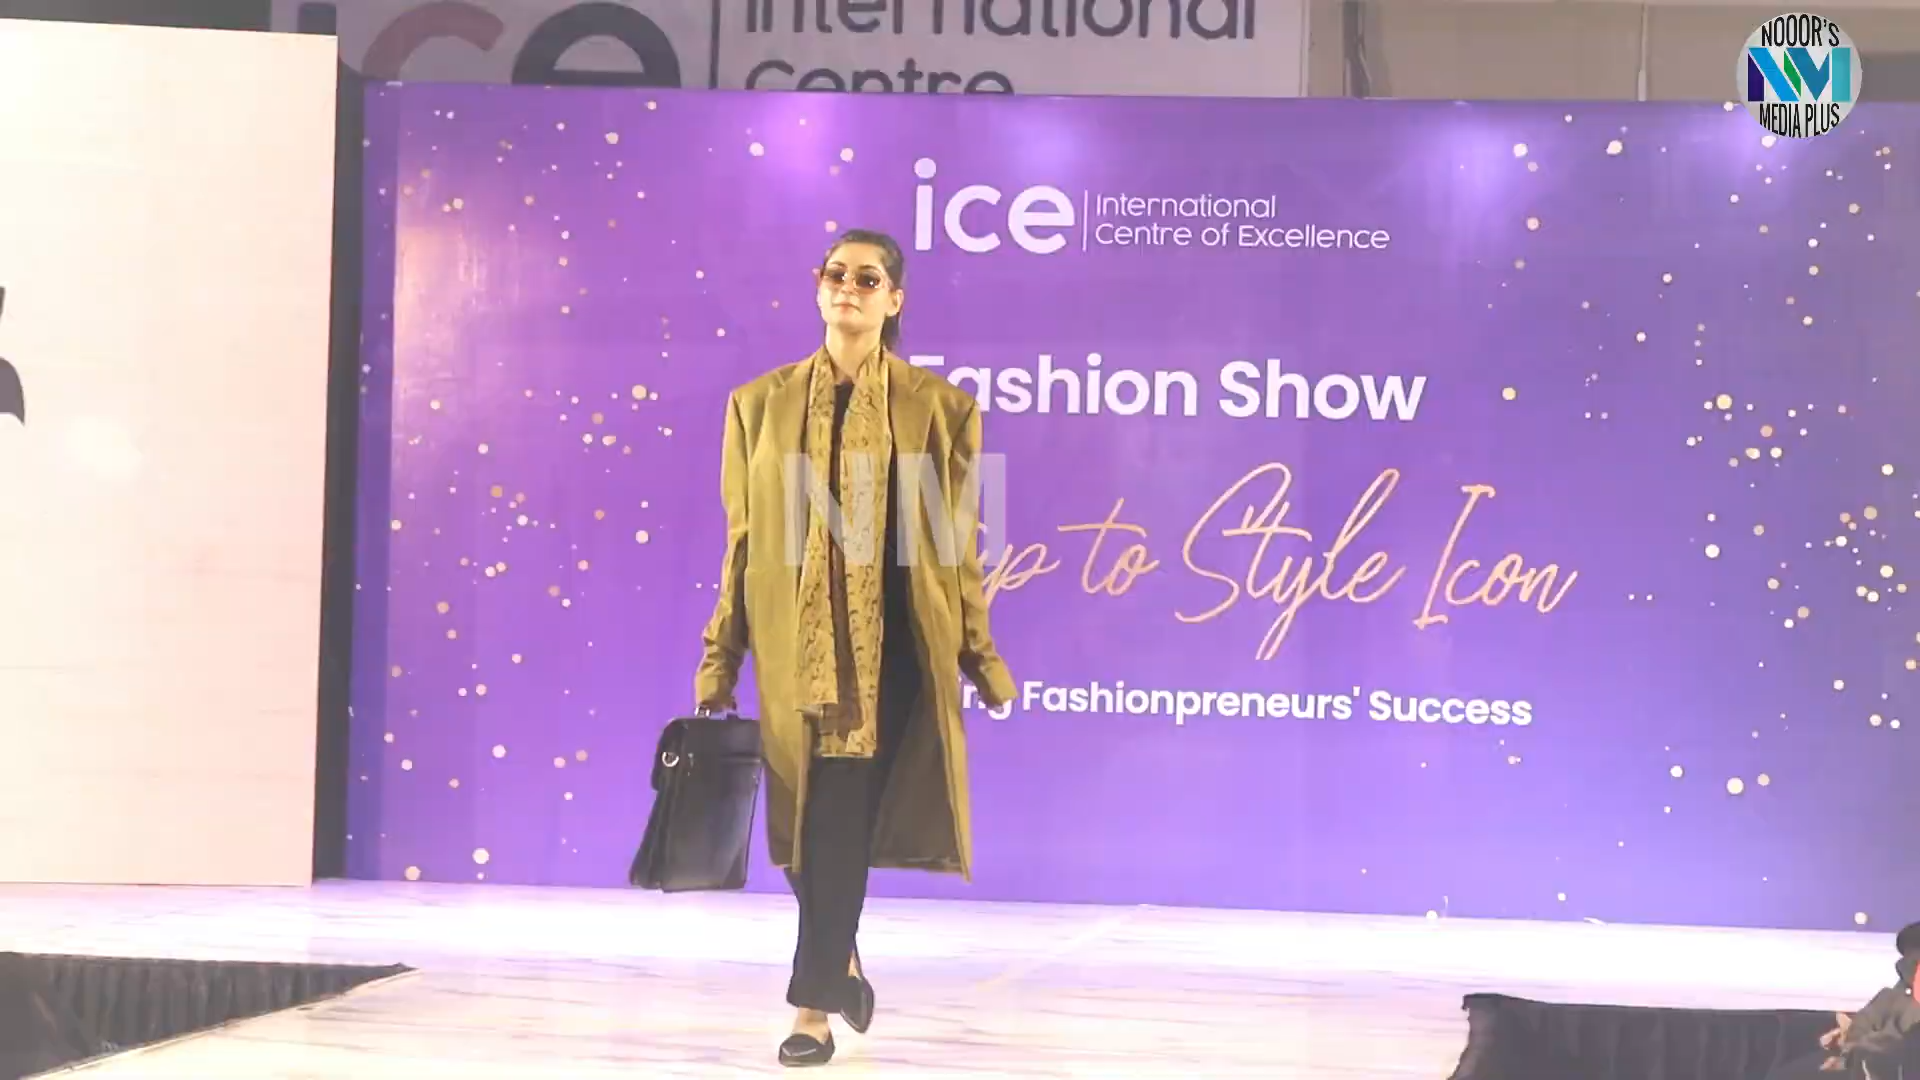 ice International
Centre
NOOOR'S
NM
MEDIA PLUS
ice International
Centre of Excellence
Fashion Show
NM
to Style Icon
Fashionpreneurs' Success